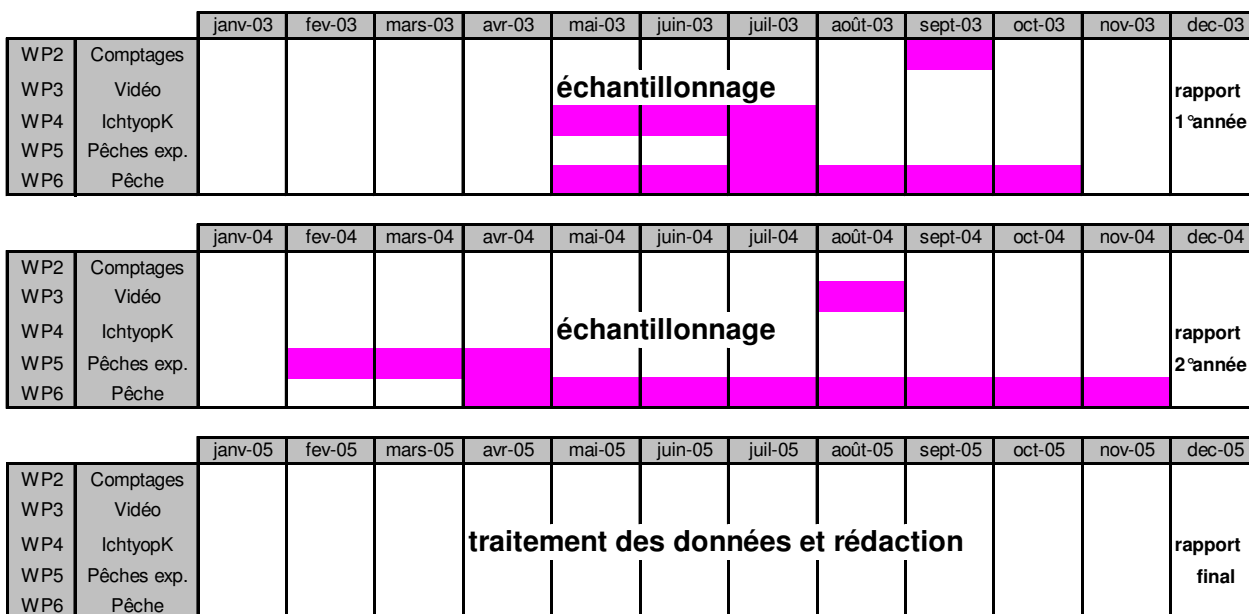 janv-03 fev-03 mars-03 avr-03 mai-03 juin-03 juil-03 août-03 sept-03 oct-03 nov-03 dec-03
WP2 Comptages
WP3 Vidéo échantillonnage rapport
WP4 IchtyopK 1°année
WP5 Pêches exp.
WP6 Pêche
janv-04 fev-04 mars-04 avr-04 mai-04 juin-04 juil-04 août-04 sept-04 oct-04 nov-04 dec-04
WP2 Comptages
WP3 Vidéo
WP4 IchtyopK échantillonnage rapport
WP5 Pêches exp. 2°année
WP6 Pêche
janv-05 fev-05 mars-05 avr-05 mai-05 juin-05 juil-05 août-05 sept-05 oct-05 nov-05 dec-05
WP2 Comptages
WP3 Vidéo
WP4 IchtyopK traitement des données et rédaction rapport
WP5 Pêches exp. final
WP6 Pêche